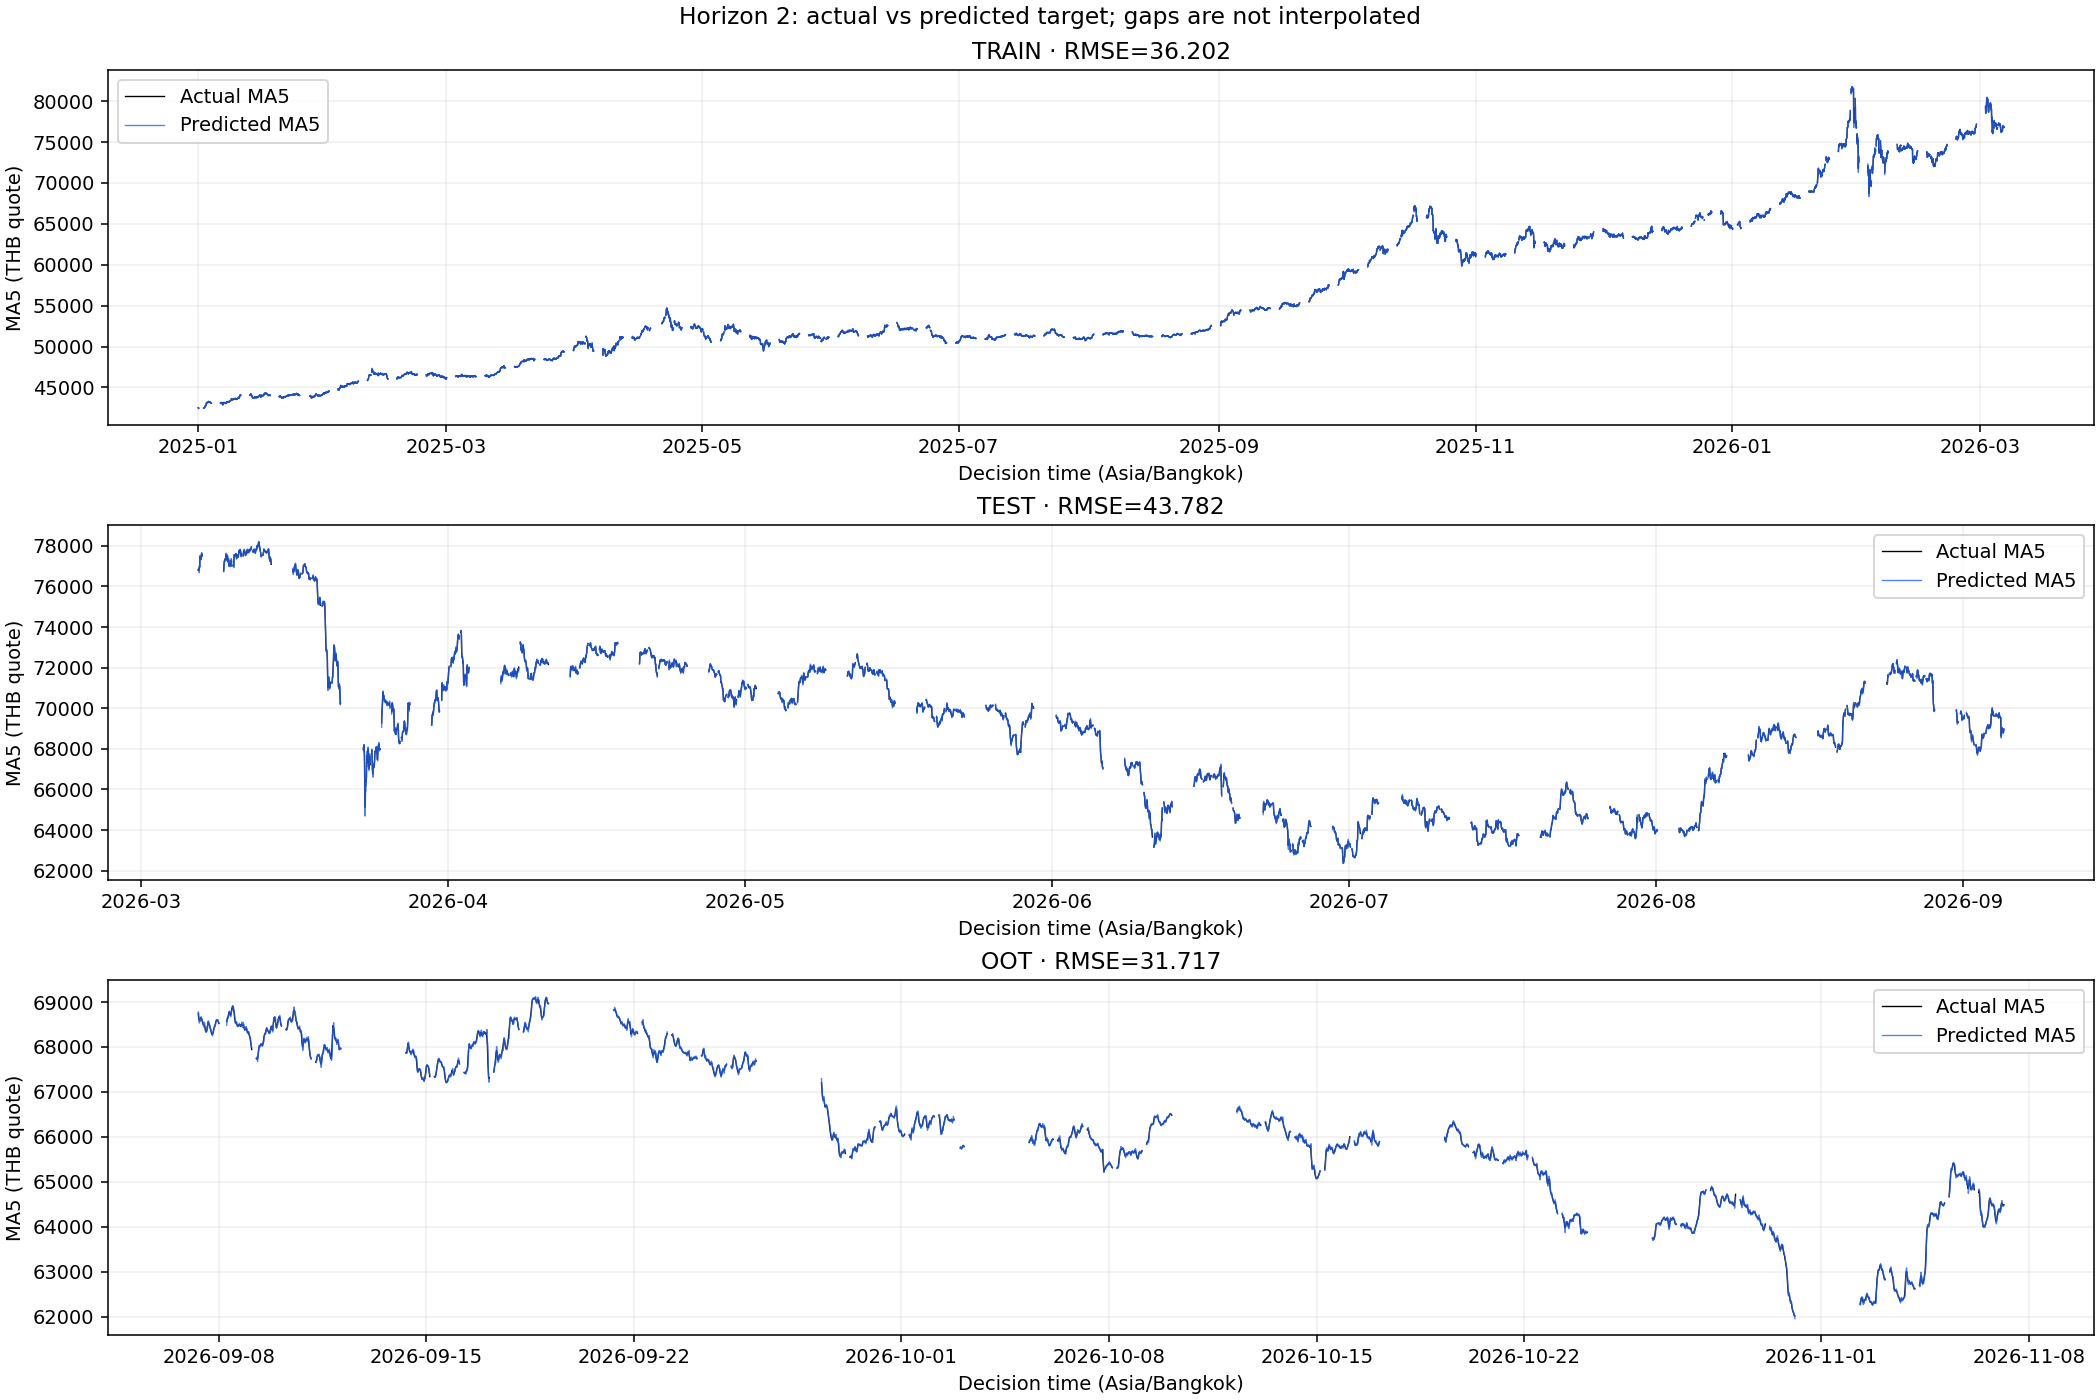 Horizon 2: actual vs predicted target; gaps are not interpolated
TRAIN · RMSE=36.202
Actual MA5
Predicted MA5
MA5 (THB quote)
80000
75000
70000
65000
60000
55000
50000
45000
2025-01 2025-03 2025-05 2025-07 2025-09 2025-11 2026-01 2026-03
Decision time (Asia/Bangkok)
TEST · RMSE=43.782
Actual MA5
Predicted MA5
MA5 (THB quote)
78000
76000
74000
72000
70000
68000
66000
64000
62000
2026-03 2026-04 2026-05 2026-06 2026-07 2026-08 2026-09
Decision time (Asia/Bangkok)
OOT · RMSE=31.717
Actual MA5
Predicted MA5
MA5 (THB quote)
69000
68000
67000
66000
65000
64000
63000
62000
2026-09-08 2026-09-15 2026-09-22 2026-10-01 2026-10-08 2026-10-15 2026-10-22 2026-11-01 2026-11-08
Decision time (Asia/Bangkok)